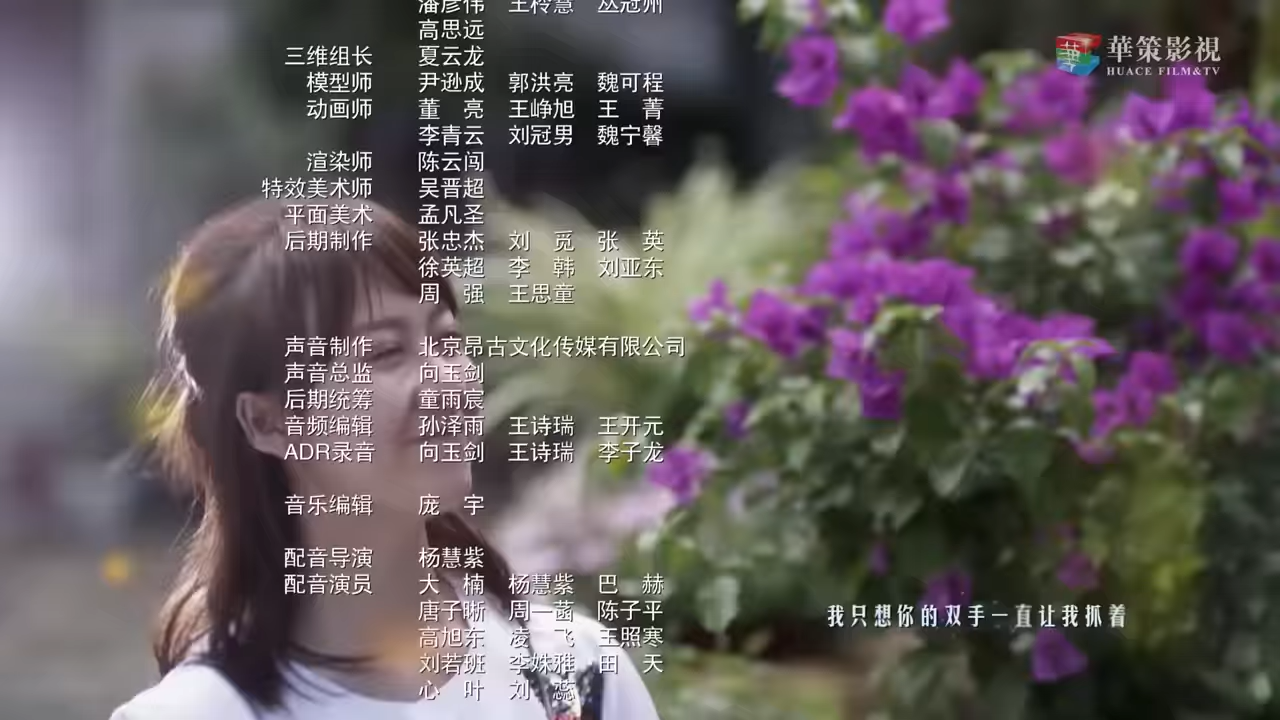 潘彦伟 王柃慧 丛冠州
高思远
三维组长 夏云龙
模型师 尹逊成 郭洪亮 魏可程
动画师 董 亮 王峥旭 王 菁
李青云 刘冠男 魏宁馨
渲染师 陈云闯
特效美术师 吴晋超
平面美术 孟凡圣
后期制作 张忠杰 刘 觅 张 英
徐英超 李 韩 刘亚东
周 强 王思童
声音制作 北京昂古文化传媒有限公司
声音总监 向玉剑
后期统筹 童雨宸
音频编辑 孙泽雨 王诗瑞 王开元
ADR录音 向玉剑 王诗瑞 李子龙
音乐编辑 庞 宇
配音导演 杨慧紫
配音演员 大 楠 杨慧紫 巴 赫
唐子晰 周一菡 陈子平
高旭东 凌 飞 王照寒
刘若班 李姝雅 田 天
心 叶 刘 蕊
華策影視
HUACE FILM&TV
我只想你的双手一直让我抓着